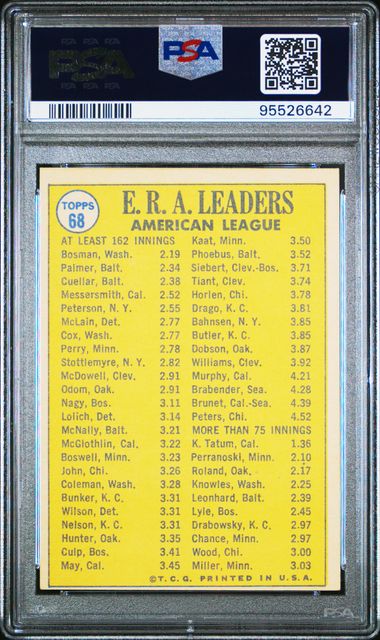 PSA
95526642
TOPPS
68
E. R. A. LEADERS
AMERICAN LEAGUE
AT LEAST 162 INNINGS
Bosman, Wash. 2.19
Palmer, Balt. 2.34
Cuellar, Balt. 2.38
Messersmith, Cal. 2.52
Peterson, N. Y. 2.55
McLain, Det. 2.77
Cox, Wash. 2.77
Perry, Minn. 2.78
Stottlemyre, N. Y. 2.82
McDowell, Clev. 2.91
Odom, Oak. 2.91
Nagy, Bos. 3.11
Lolich, Det. 3.14
McNally, Balt. 3.21
McGlothlin, Cal. 3.22
Boswell, Minn. 3.23
John, Chi. 3.26
Coleman, Wash. 3.28
Bunker, K. C. 3.31
Wilson, Det. 3.31
Nelson, K. C. 3.31
Hunter, Oak. 3.35
Culp, Bos. 3.41
May, Cal. 3.45
Kaat, Minn. 3.50
Phoebus, Balt. 3.52
Siebert, Clev.-Bos. 3.71
Tiant, Clev. 3.74
Horlen, Chi. 3.78
Drago, K. C. 3.81
Bahnsen, N. Y. 3.85
Butler, K. C. 3.85
Dobson, Oak. 3.87
Williams, Clev. 3.92
Murphy, Cal. 4.21
Brabender, Sea. 4.28
Brunet, Cal.-Sea. 4.39
Peters, Chi. 4.52
MORE THAN 75 INNINGS
K. Tatum, Cal. 1.36
Perranoski, Minn. 2.10
Roland, Oak. 2.17
Knowles, Wash. 2.25
Leonhard, Balt. 2.39
Lyle, Bos. 2.45
Drabowsky, K. C. 2.97
Chance, Minn. 2.97
Wood, Chi. 3.00
Miller, Minn. 3.03
© T. C. G. PRINTED IN U. S. A.